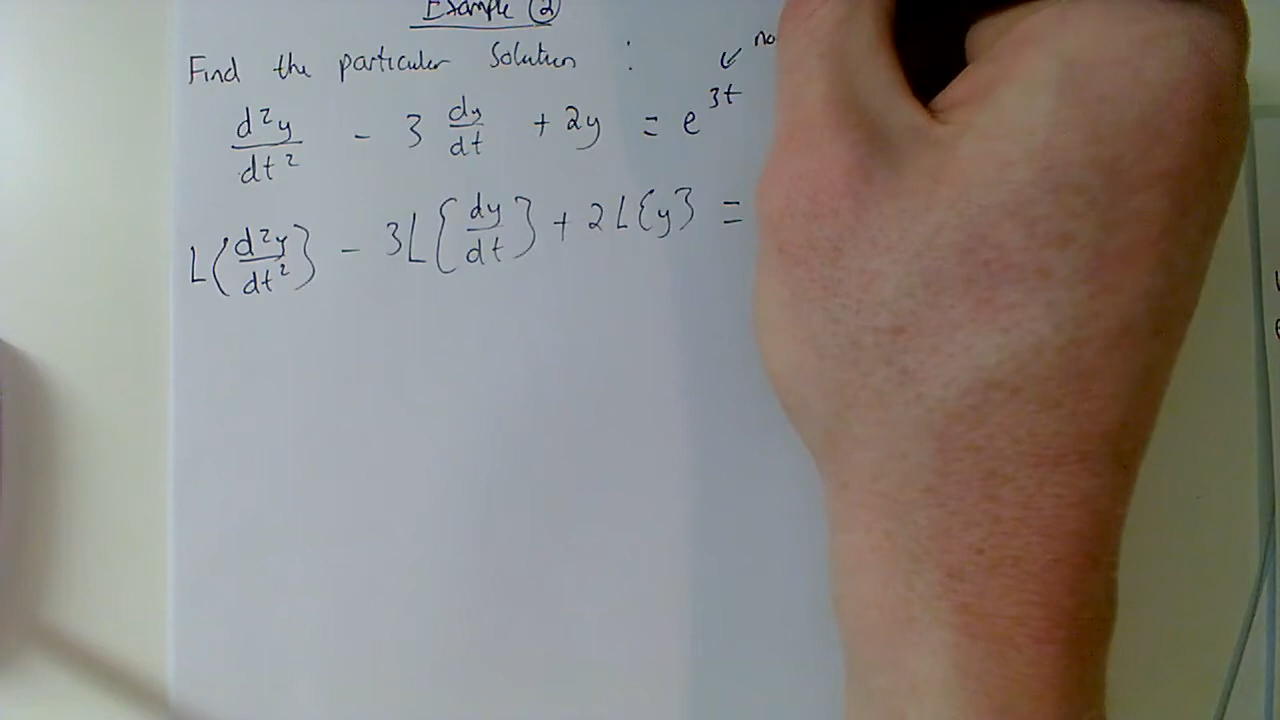 Example ②
Find the particular Solution :
d²y/dt² - 3 dy/dt + 2y = e^3t ↙
L{d²y/dt²} - 3L{dy/dt} + 2L{y} =